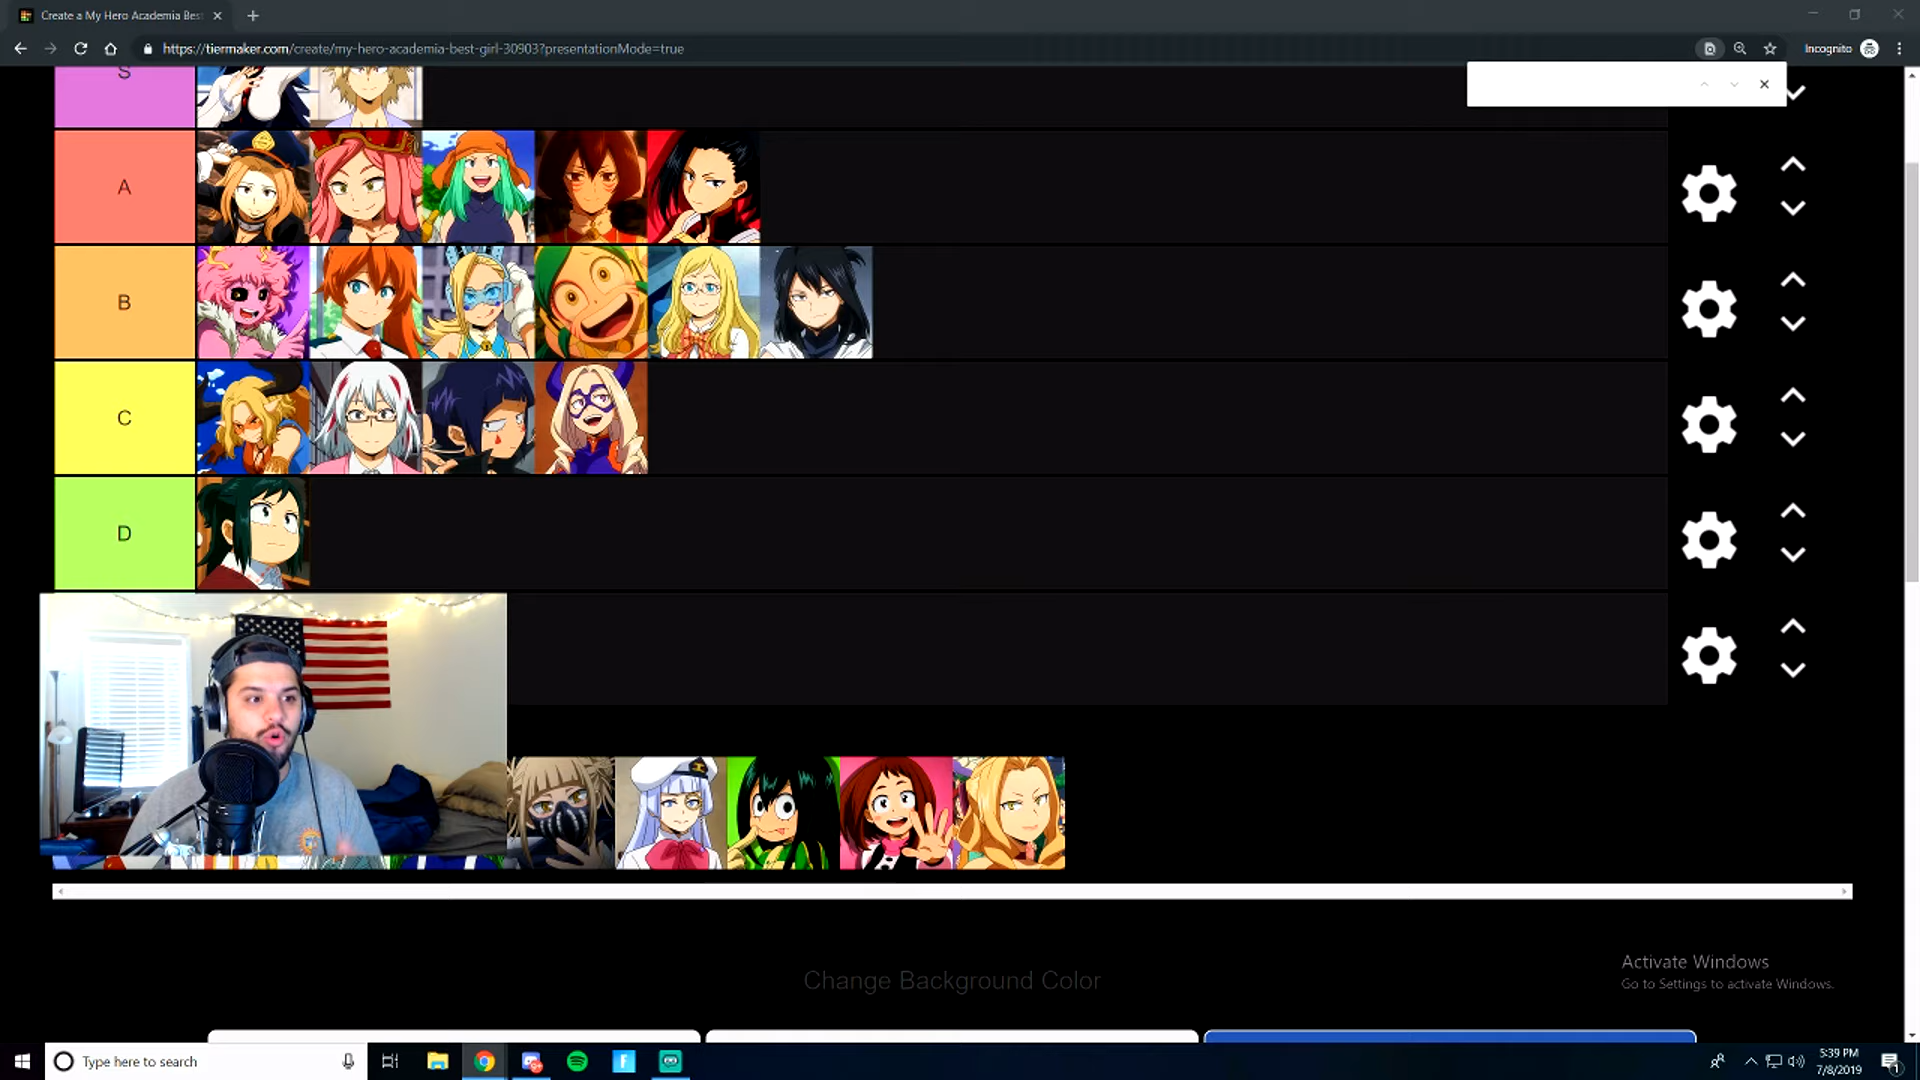 Create a My Hero Academia Bes
https://tiermaker.com/create/my-hero-academia-best-girl-30903?presentationMode=true
Incognito
S
A
B
C
D
Change Background Color
Activate Windows
Go to Settings to activate Windows.
Type here to search
5:39 PM
7/8/2019